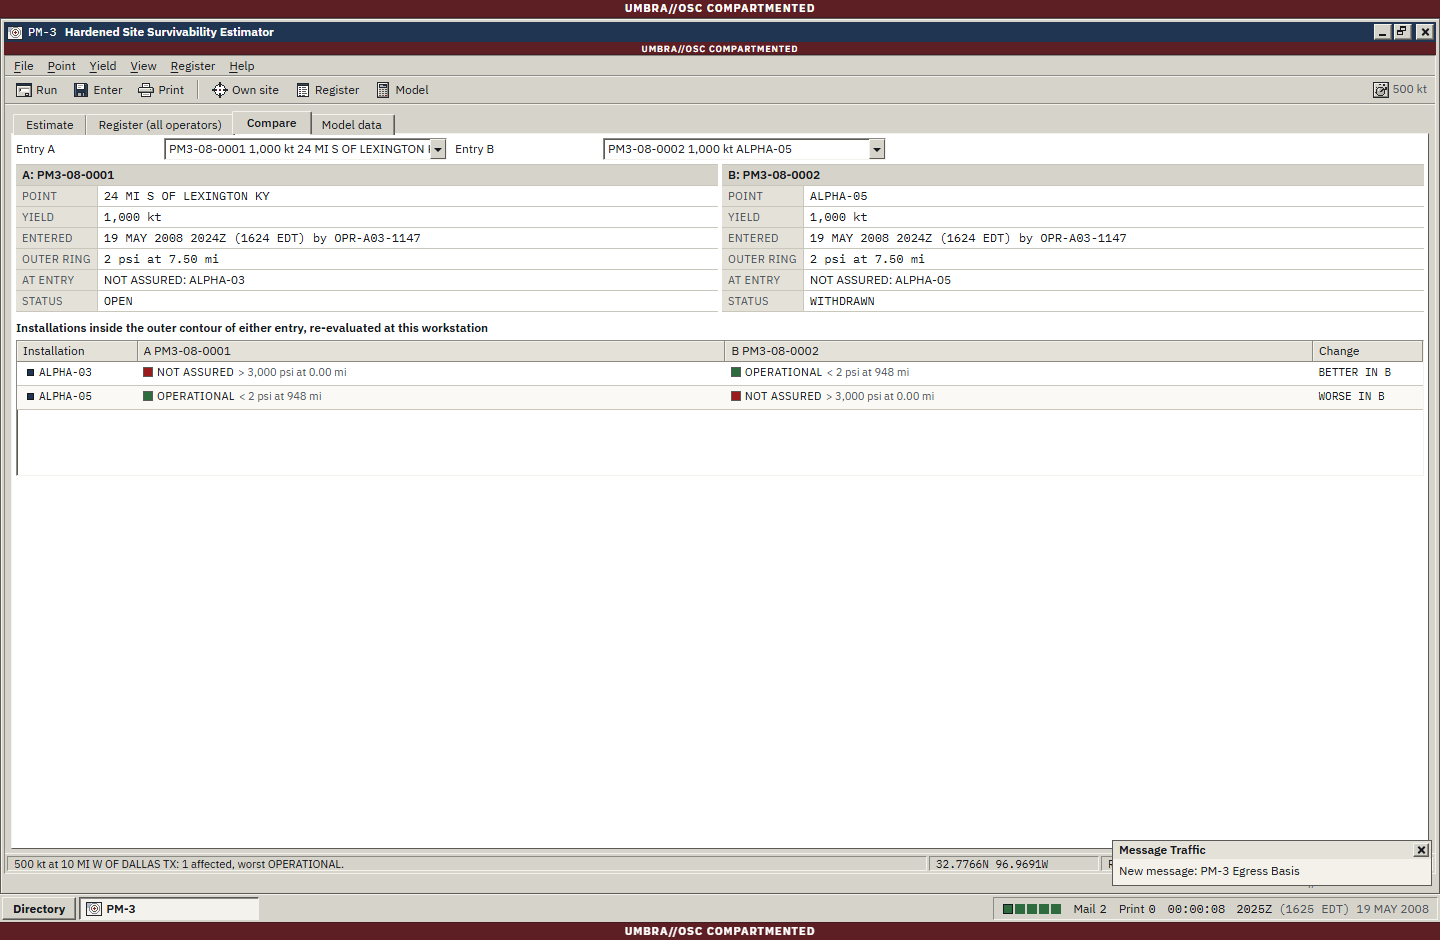 UMBRA//OSC COMPARTMENTED
PM-3 Hardened Site Survivability Estimator
UMBRA//OSC COMPARTMENTED
File Point Yield View Register Help
Run Enter Print Own site Register Model 500 kt
Estimate Register (all operators) Compare Model data
Entry A PM3-08-0001 1,000 kt 24 MI S OF LEXINGTON Entry B PM3-08-0002 1,000 kt ALPHA-05
A: PM3-08-0001
POINT 24 MI S OF LEXINGTON KY
YIELD 1,000 kt
ENTERED 19 MAY 2008 2024Z (1624 EDT) by OPR-A03-1147
OUTER RING 2 psi at 7.50 mi
AT ENTRY NOT ASSURED: ALPHA-03
STATUS OPEN
B: PM3-08-0002
POINT ALPHA-05
YIELD 1,000 kt
ENTERED 19 MAY 2008 2024Z (1624 EDT) by OPR-A03-1147
OUTER RING 2 psi at 7.50 mi
AT ENTRY NOT ASSURED: ALPHA-05
STATUS WITHDRAWN
Installations inside the outer contour of either entry, re-evaluated at this workstation
Installation A PM3-08-0001 B PM3-08-0002 Change
ALPHA-03 NOT ASSURED > 3,000 psi at 0.00 mi OPERATIONAL < 2 psi at 948 mi BETTER IN B
ALPHA-05 OPERATIONAL < 2 psi at 948 mi NOT ASSURED > 3,000 psi at 0.00 mi WORSE IN B
500 kt at 10 MI W OF DALLAS TX: 1 affected, worst OPERATIONAL. 32.7766N 96.9691W
Message Traffic
New message: PM-3 Egress Basis
Directory PM-3 Mail 2 Print 0 00:00:08 2025Z (1625 EDT) 19 MAY 2008
UMBRA//OSC COMPARTMENTED